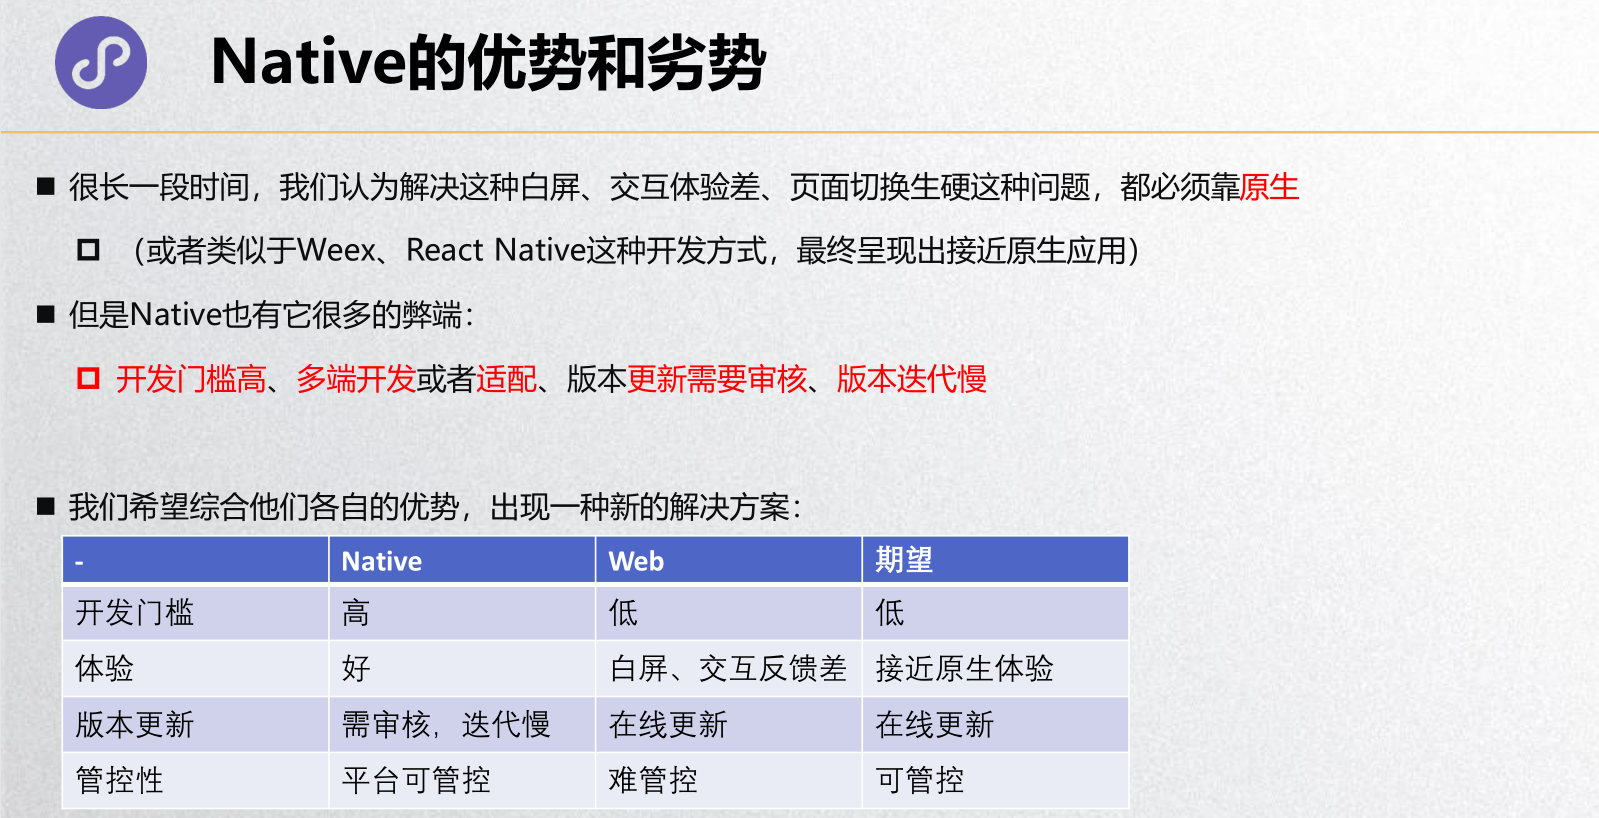 Native的优势和劣势
很长一段时间，我们认为解决这种白屏、交互体验差、页面切换生硬这种问题，都必须靠原生
（或者类似于Weex、React Native这种开发方式，最终呈现出接近原生应用）
但是Native也有它很多的弊端：
开发门槛高、多端开发或者适配、版本更新需要审核、版本迭代慢
我们希望综合他们各自的优势，出现一种新的解决方案：
- Native Web 期望
开发门槛 高 低 低
体验 好 白屏、交互反馈差 接近原生体验
版本更新 需审核，迭代慢 在线更新 在线更新
管控性 平台可管控 难管控 可管控